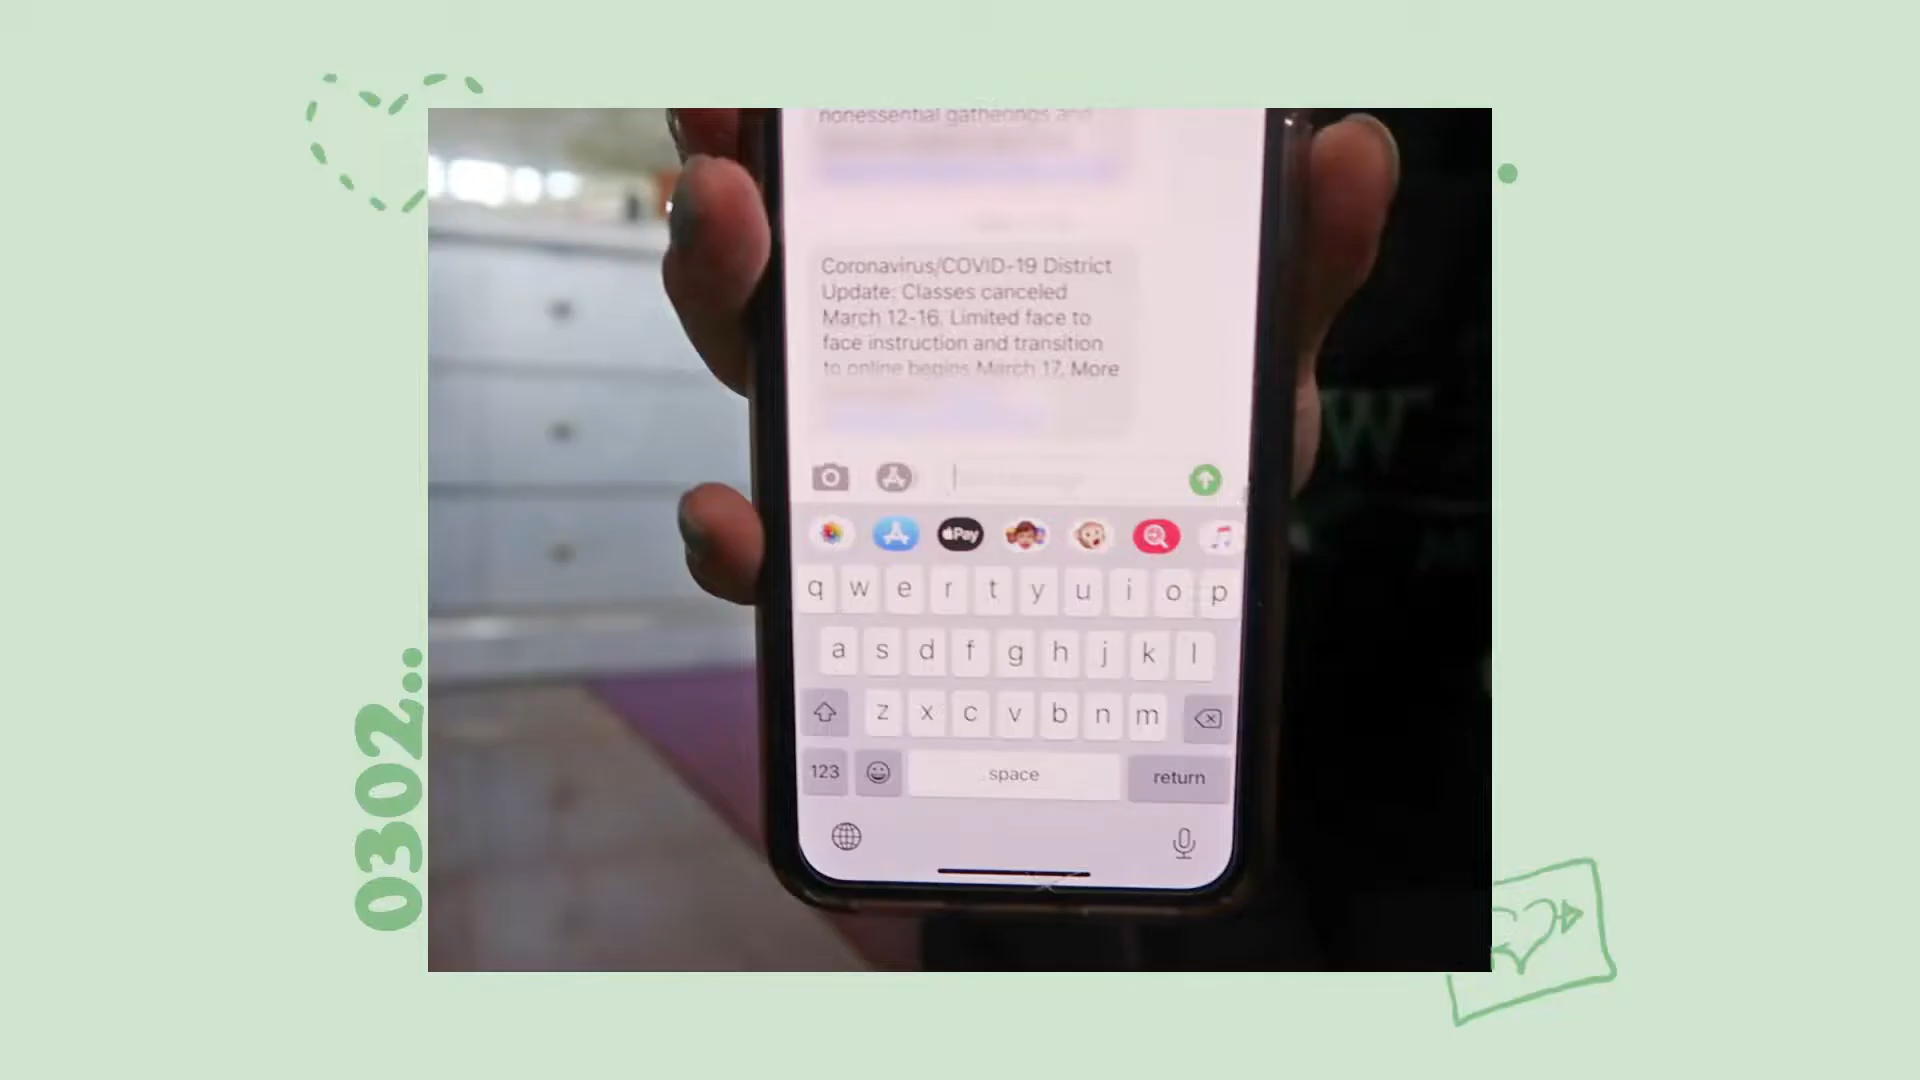 nonessential gatherings and
Coronavirus/COVID-19 District
Update: Classes canceled
March 12-16. Limited face to
face instruction and transition
to online begins March 17. More
Pay
q w e r t y u i o p
a s d f g h j k l
z x c v b n m
123
space
return
W
0302...